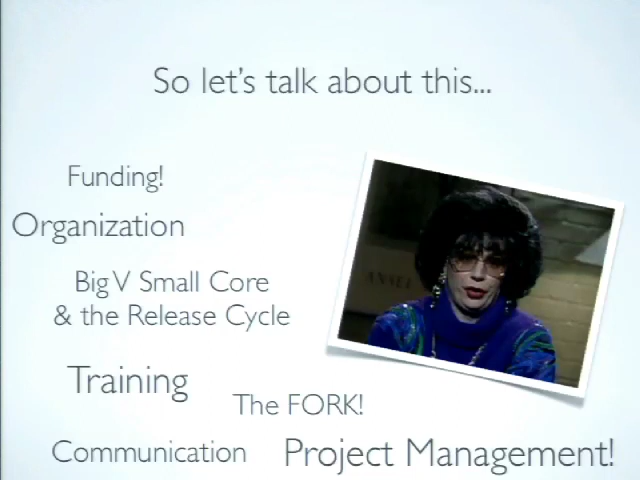 So let's talk about this...
Funding!
Organization
Big V Small Core
& the Release Cycle
Training
The FORK!
Communication
Project Management!
ANSEL